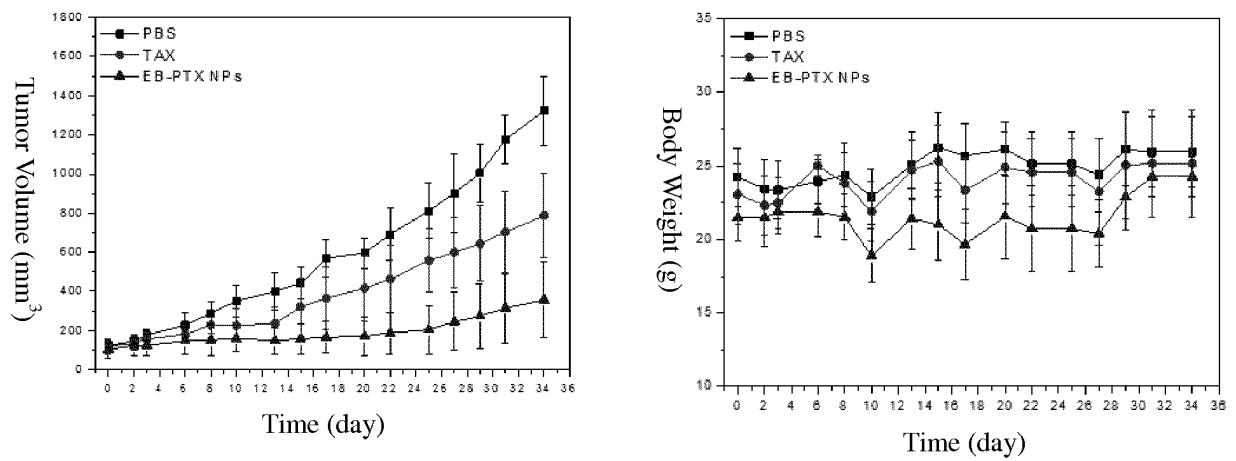 PBS
TAX
EB-PTX NPs
Tumor Volume (mm³)
1800
1600
1400
1200
1000
800
600
400
200
0
0 2 4 6 8 10 12 14 16 18 20 22 24 26 28 30 32 34 36
Time (day)
PBS
TAX
EB-PTX NPs
Body Weight (g)
35
30
25
20
15
10
0 2 4 6 8 10 12 14 16 18 20 22 24 26 28 30 32 34 36
Time (day)